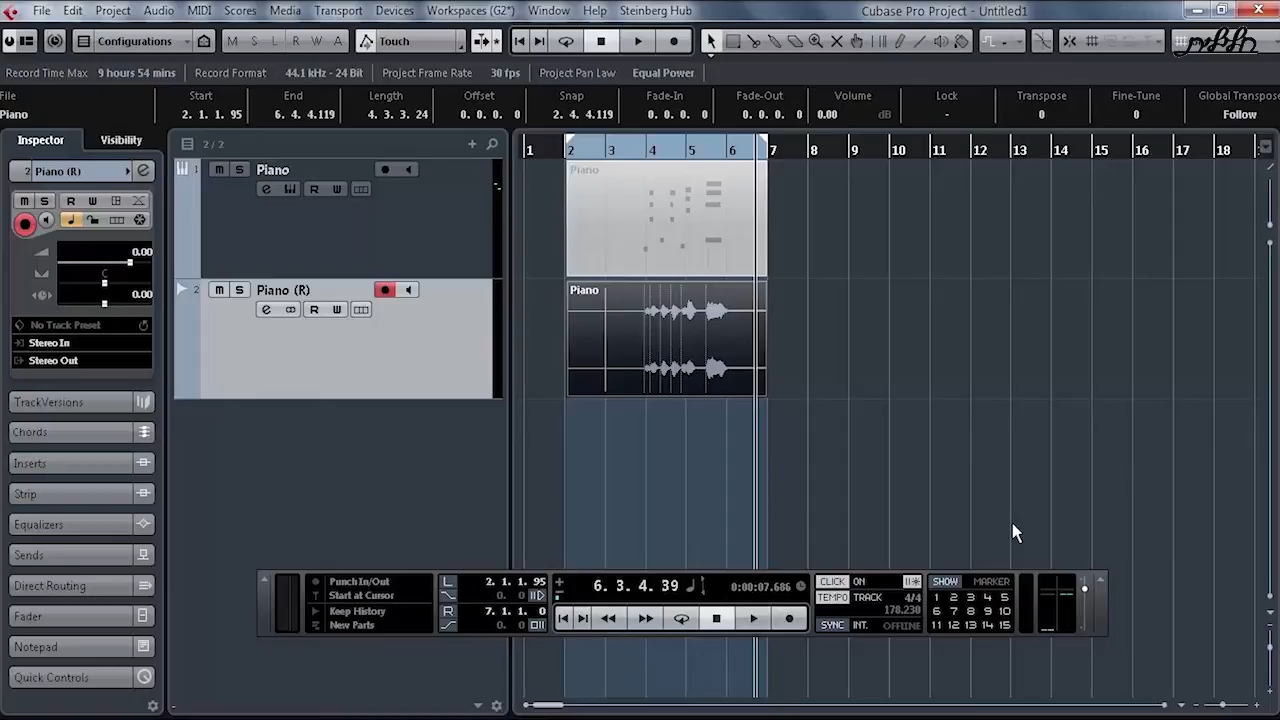 File Edit Project Audio MIDI Scores Media Transport Devices Workspaces (G2*) Window Help Steinberg Hub Cubase Pro Project - Untitled1
Configurations M S L R W A Touch
Record Time Max 9 hours 54 mins Record Format 44.1 kHz - 24 Bit Project Frame Rate 30 fps Project Pan Law Equal Power
File Start End Length Offset Snap Fade-In Fade-Out Volume Lock Transpose Fine-Tune Global Transpo
Piano 2. 1. 1. 95 6. 4. 4.119 4. 3. 3. 24 0. 0. 0. 0 2. 4. 4.119 0. 0. 0. 0 0. 0. 0. 0 0.00 dB - 0 0 Follow
Inspector Visibility 2 / 2 1 2 3 4 5 6 7 8 9 10 11 12 13 14 15 16 17 18
2 Piano (R) 1 m S Piano Piano
e R W
m S R W
0.00
C
0.00
2 m S Piano (R) Piano
e R W
No Track Preset
Stereo In
Stereo Out
TrackVersions
Chords
Inserts
Strip
Equalizers
Sends
Direct Routing
Fader
Notepad
Quick Controls
Punch In/Out L 2. 1. 1. 95 6. 3. 4. 39 0:00:07.686 CLICK ON SHOW MARKER
Start at Cursor 0. 0 TEMPO TRACK 4/4 1 2 3 4 5
Keep History R 7. 1. 1. 0 178.230 6 7 8 9 10
New Parts 0. 0 SYNC INT. OFFLINE 11 12 13 14 15